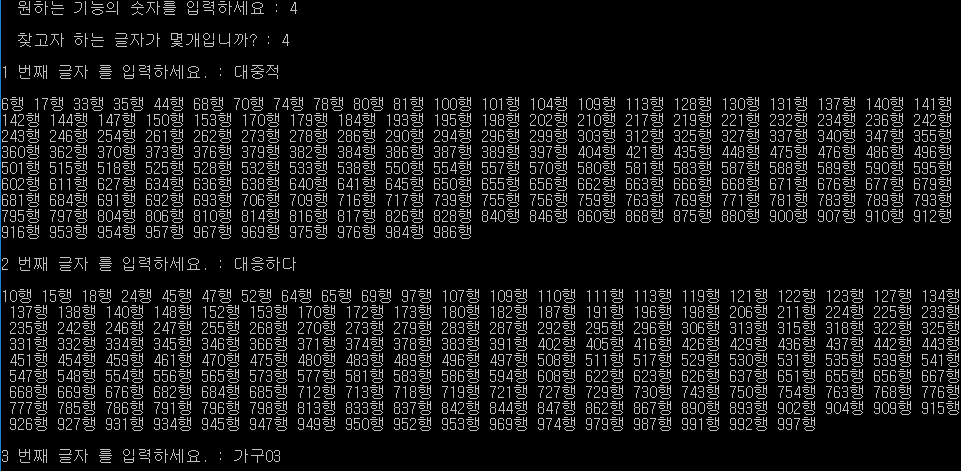 원하는 기능의 숫자를 입력하세요 : 4
찾고자 하는 글자가 몇개입니까? : 4
1 번째 글자 를 입력하세요. : 대중적
6행 17행 33행 35행 44행 68행 70행 74행 78행 80행 81행 100행 101행 104행 109행 113행 128행 130행 131행 137행 140행 141행
142행 144행 147행 150행 153행 170행 179행 184행 193행 195행 198행 202행 210행 217행 219행 221행 232행 234행 236행 242행
243행 246행 254행 261행 262행 273행 278행 286행 290행 294행 296행 299행 303행 312행 325행 327행 337행 340행 347행 355행
360행 362행 370행 373행 376행 379행 382행 384행 386행 387행 389행 397행 404행 421행 435행 448행 475행 476행 486행 496행
501행 515행 518행 525행 528행 532행 533행 538행 550행 554행 557행 570행 580행 581행 583행 587행 588행 589행 590행 595행
602행 611행 627행 634행 636행 638행 640행 641행 645행 650행 655행 656행 662행 663행 666행 668행 671행 676행 677행 679행
681행 684행 691행 692행 693행 706행 709행 716행 717행 739행 755행 756행 759행 763행 769행 771행 781행 783행 789행 793행
795행 797행 804행 806행 810행 814행 816행 817행 826행 828행 840행 846행 860행 868행 875행 880행 900행 907행 910행 912행
916행 953행 954행 957행 967행 969행 975행 976행 984행 986행
2 번째 글자 를 입력하세요. : 대응하다
10행 15행 18행 24행 45행 47행 52행 64행 65행 69행 97행 107행 109행 110행 111행 113행 119행 121행 122행 123행 127행 134행
137행 138행 140행 148행 152행 153행 170행 172행 173행 180행 182행 187행 191행 196행 198행 206행 211행 224행 225행 233행
235행 242행 246행 247행 255행 268행 270행 273행 279행 283행 287행 292행 295행 296행 306행 313행 315행 318행 322행 325행
331행 332행 334행 345행 346행 366행 371행 374행 378행 383행 391행 402행 405행 416행 426행 429행 436행 437행 442행 443행
451행 454행 459행 461행 470행 475행 480행 483행 489행 496행 497행 508행 511행 517행 529행 530행 531행 535행 539행 541행
547행 548행 554행 556행 565행 573행 577행 581행 583행 586행 594행 608행 622행 623행 626행 637행 651행 655행 656행 667행
668행 669행 676행 682행 684행 685행 712행 713행 718행 719행 721행 727행 729행 730행 743행 750행 754행 763행 768행 776행
777행 785행 786행 791행 796행 798행 813행 833행 837행 842행 844행 847행 862행 867행 890행 893행 902행 904행 909행 915행
926행 927행 931행 934행 945행 947행 949행 950행 952행 953행 969행 974행 979행 987행 991행 992행 997행
3 번째 글자 를 입력하세요. : 가구03